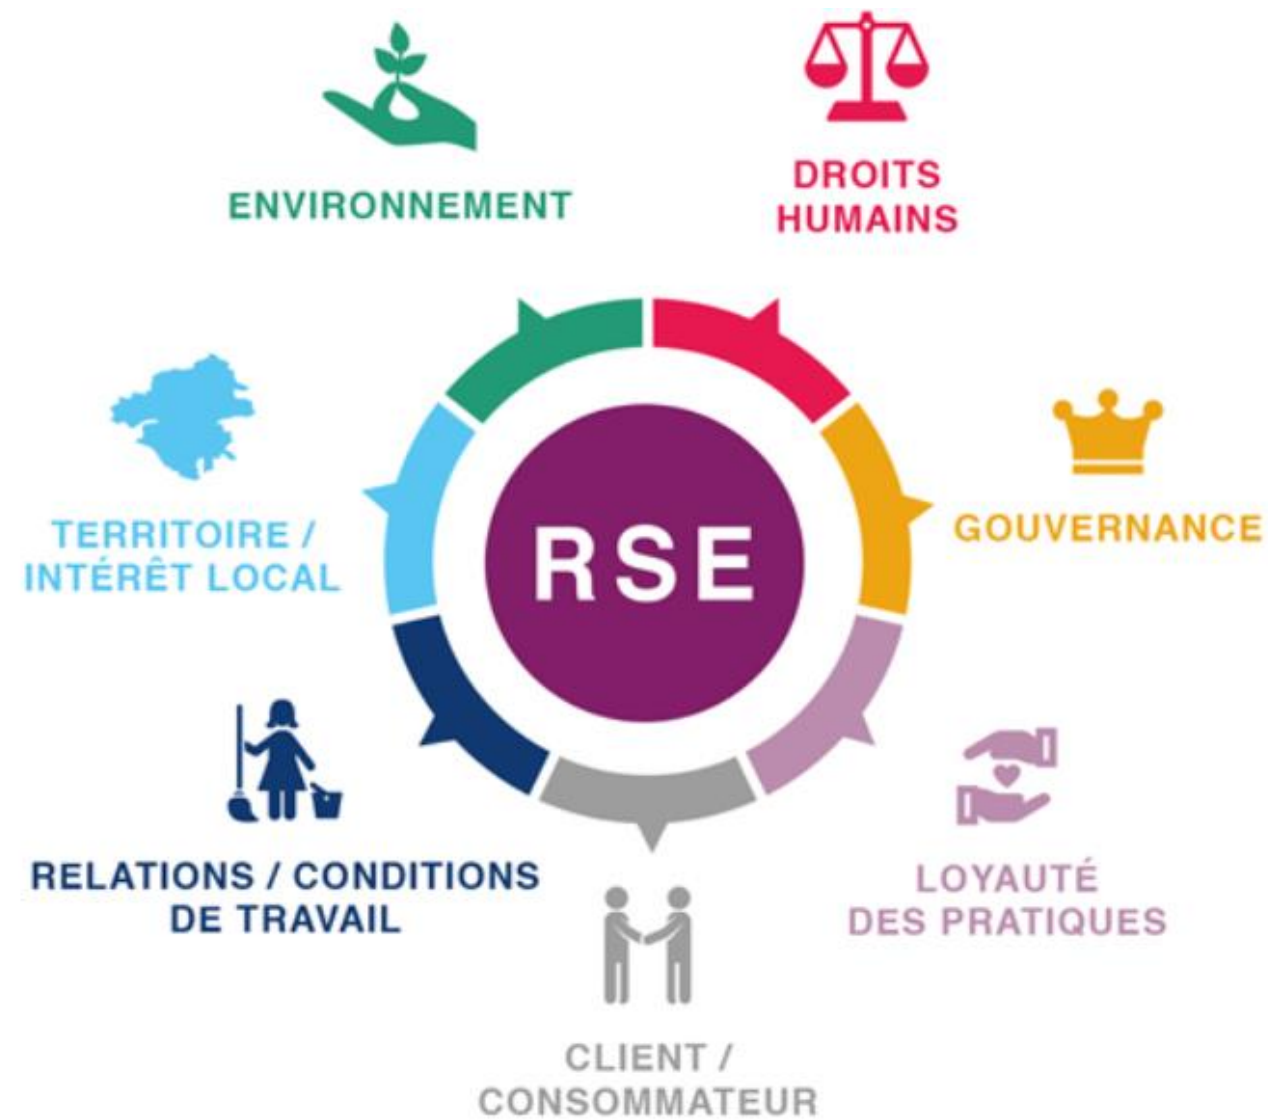 ENVIRONNEMENT
DROITS
HUMAINS
TERRITOIRE /
INTÉRÊT LOCAL
RSE
GOUVERNANCE
RELATIONS / CONDITIONS
DE TRAVAIL
LOYAUTÉ
DES PRATIQUES
CLIENT /
CONSOMMATEUR